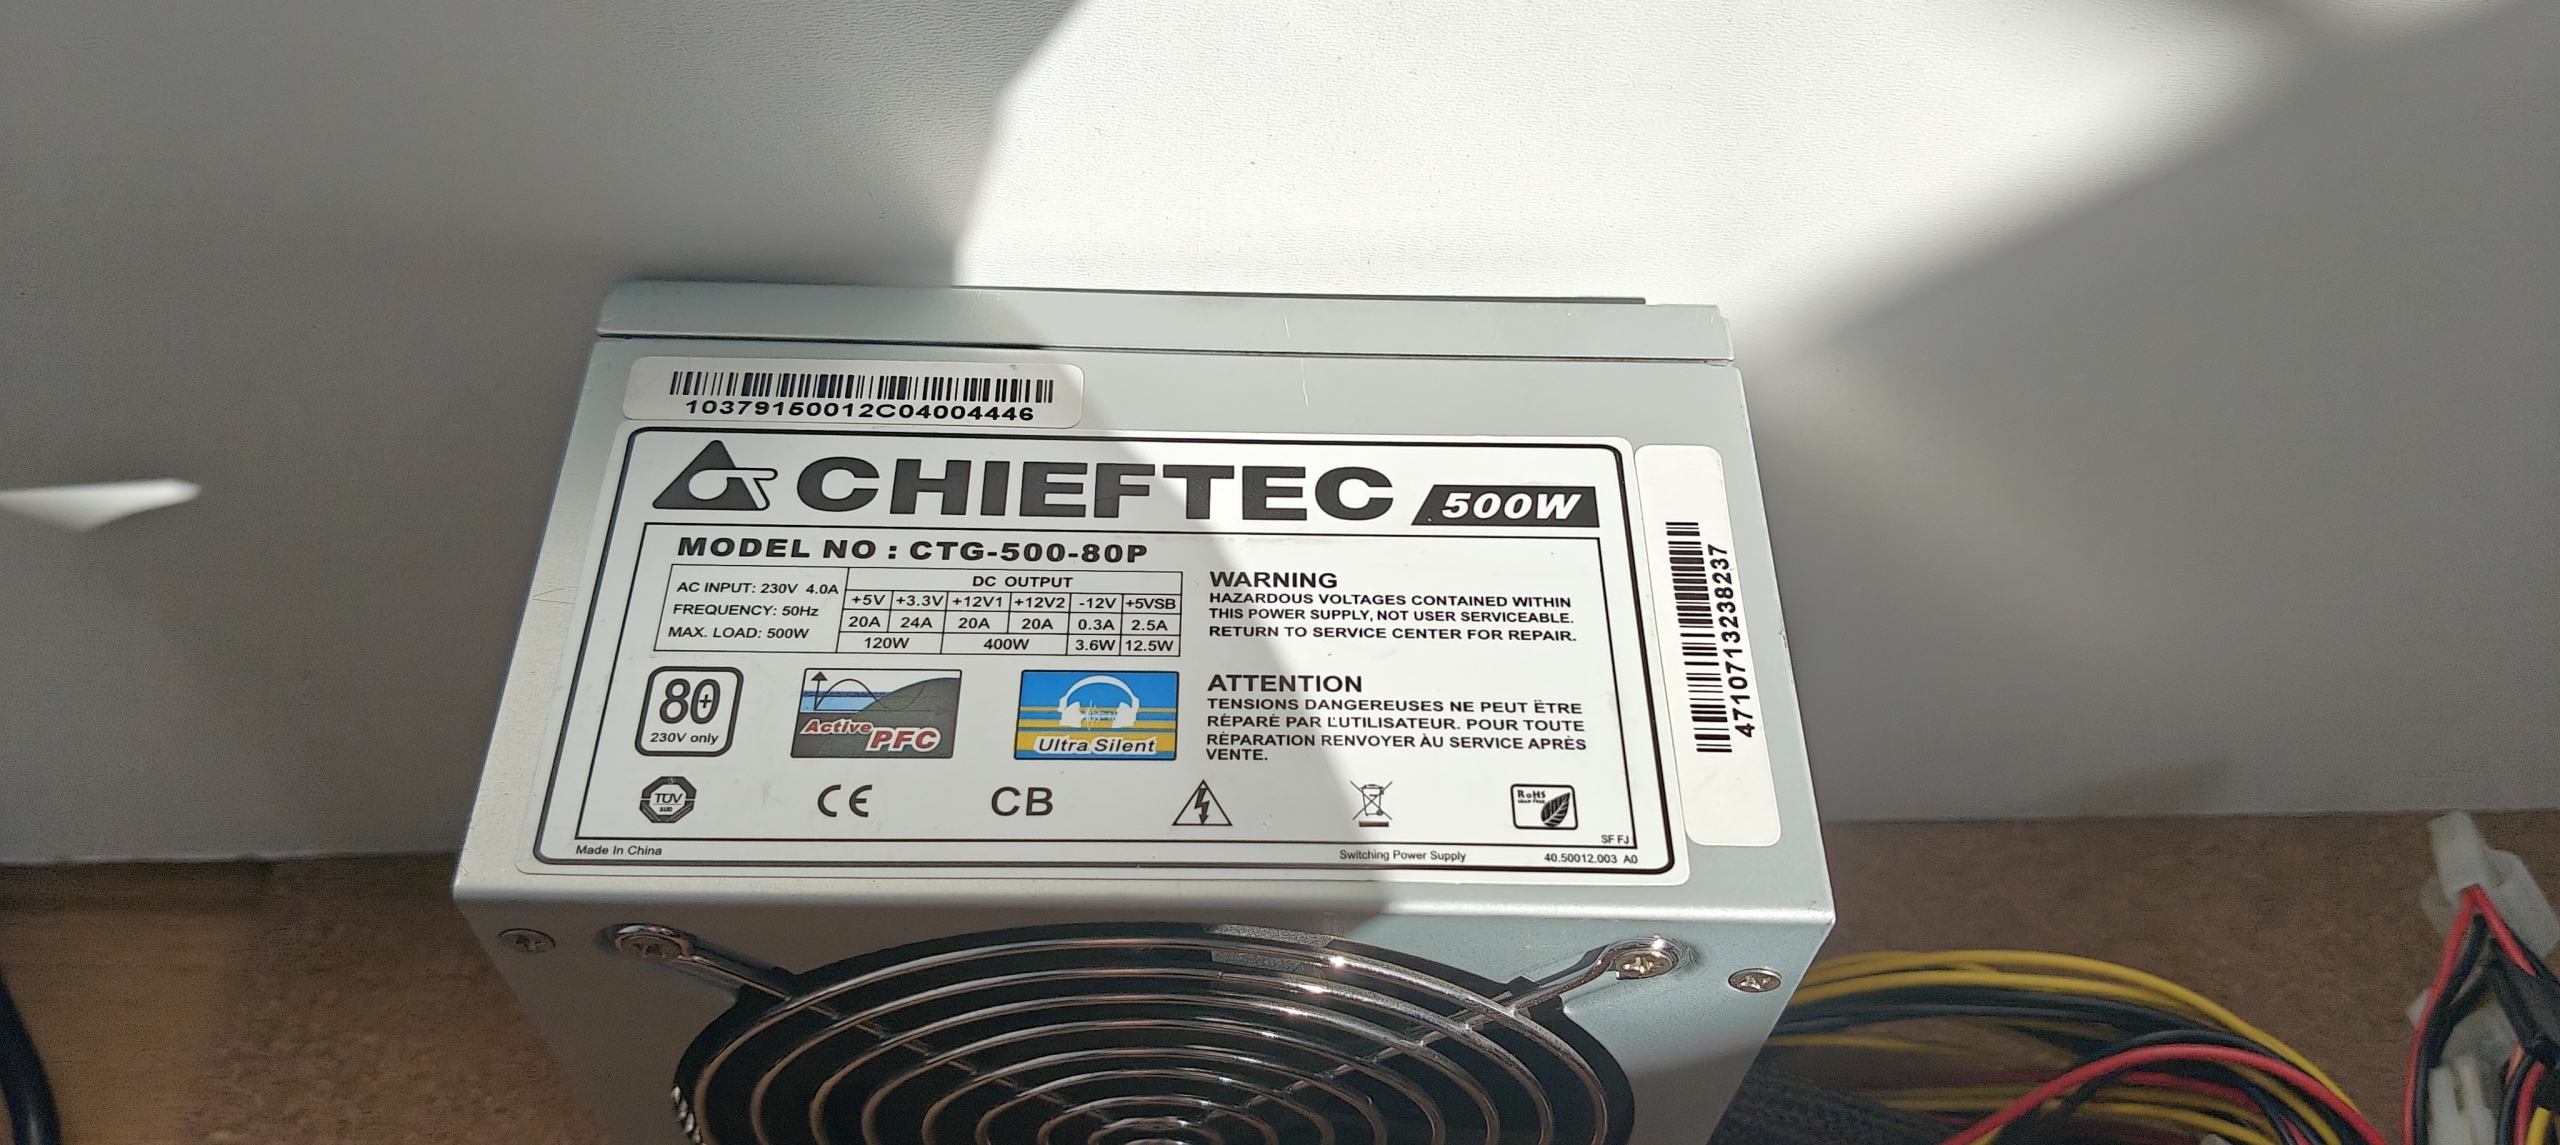 10379150012C04004446
CHIEFTEC 500W
MODEL NO : CTG-500-80P
AC INPUT: 230V 4.0A
FREQUENCY: 50Hz
MAX. LOAD: 500W
DC OUTPUT
+5V +3.3V +12V1 +12V2 -12V +5VSB
20A 24A 20A 20A 0.3A 2.5A
120W 400W 3.6W 12.5W
WARNING
HAZARDOUS VOLTAGES CONTAINED WITHIN
THIS POWER SUPPLY, NOT USER SERVICEABLE.
RETURN TO SERVICE CENTER FOR REPAIR.
ATTENTION
TENSIONS DANGEREUSES NE PEUT ËTRE
RÉPARÉ PAR L'UTILISATEUR. POUR TOUTE
RÉPARATION RENVOYER ÀU SERVICE APRÈS
VENTE.
80+
230V only
Active PFC
Ultra Silent
TÜV
SÜD
CE
CB
RoHS
LEAD FREE
SF FJ
Made In China
Switching Power Supply
40.50012.003 A0
4710713238237